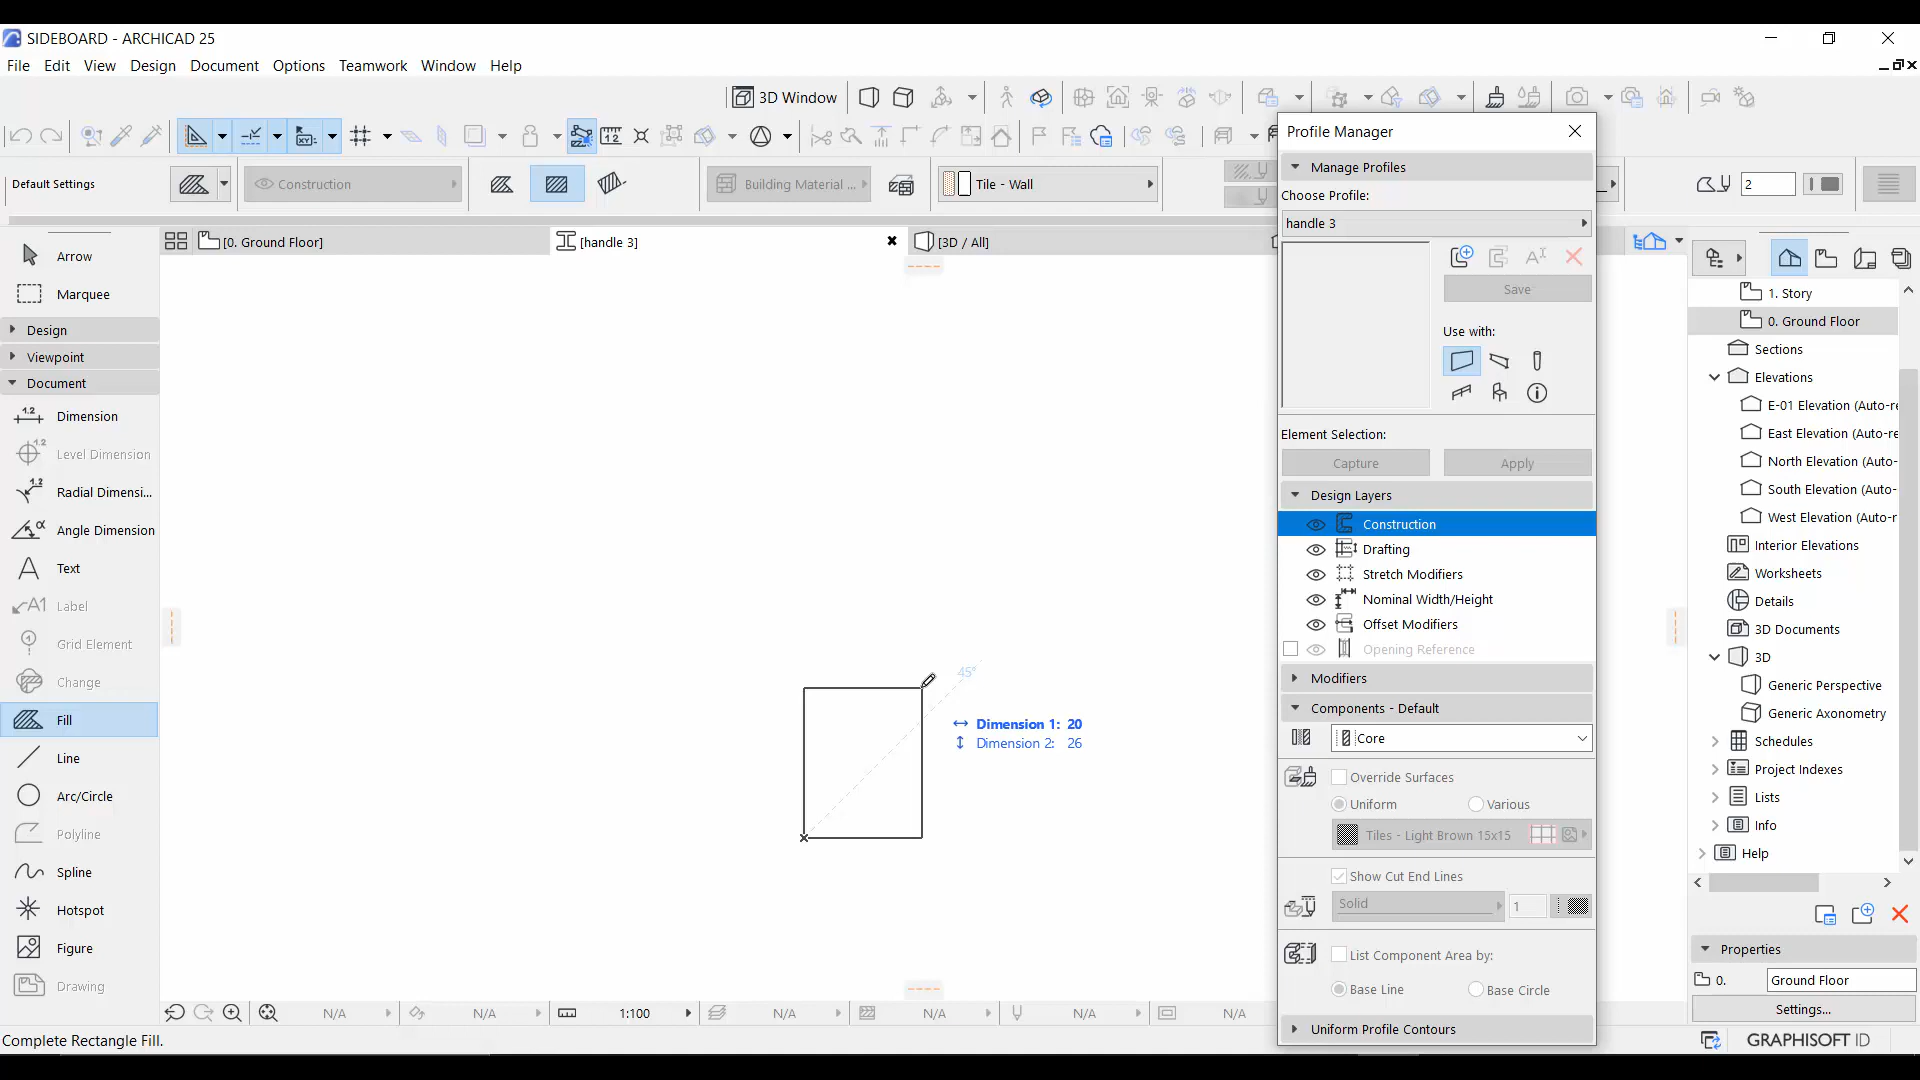 SIDEBOARD - ARCHICAD 25
File Edit View Design Document Options Teamwork Window Help
3D Window
Default Settings
Construction
Building Material ...
Tile - Wall
2
[0. Ground Floor]
[handle 3]
[3D / All]
Arrow
Marquee
Design
Viewpoint
Document
1.2 Dimension
1.2 Level Dimension
1.2 Radial Dimensi...
α Angle Dimension
A Text
A1 Label
1 Grid Element
Change
Fill
Line
Arc/Circle
Polyline
Spline
Hotspot
Figure
Drawing
45°
Dimension 1: 20
Dimension 2: 26
Profile Manager
Manage Profiles
Choose Profile:
handle 3
Save
Use with:
Element Selection:
Capture
Apply
Design Layers
Construction
Drafting
Stretch Modifiers
Nominal Width/Height
Offset Modifiers
Opening Reference
Modifiers
Components - Default
Core
Override Surfaces
Uniform
Various
Tiles - Light Brown 15x15
Show Cut End Lines
Solid
1
List Component Area by:
Base Line
Base Circle
Uniform Profile Contours
1. Story
0. Ground Floor
Sections
Elevations
E-01 Elevation (Auto-re
East Elevation (Auto-re
North Elevation (Auto-
South Elevation (Auto-
West Elevation (Auto-r
Interior Elevations
Worksheets
Details
3D Documents
3D
Generic Perspective
Generic Axonometry
Schedules
Project Indexes
Lists
Info
Help
Properties
0. Ground Floor
Settings...
N/A
N/A
1:100
N/A
N/A
N/A
N/A
Complete Rectangle Fill.
GRAPHISOFT ID